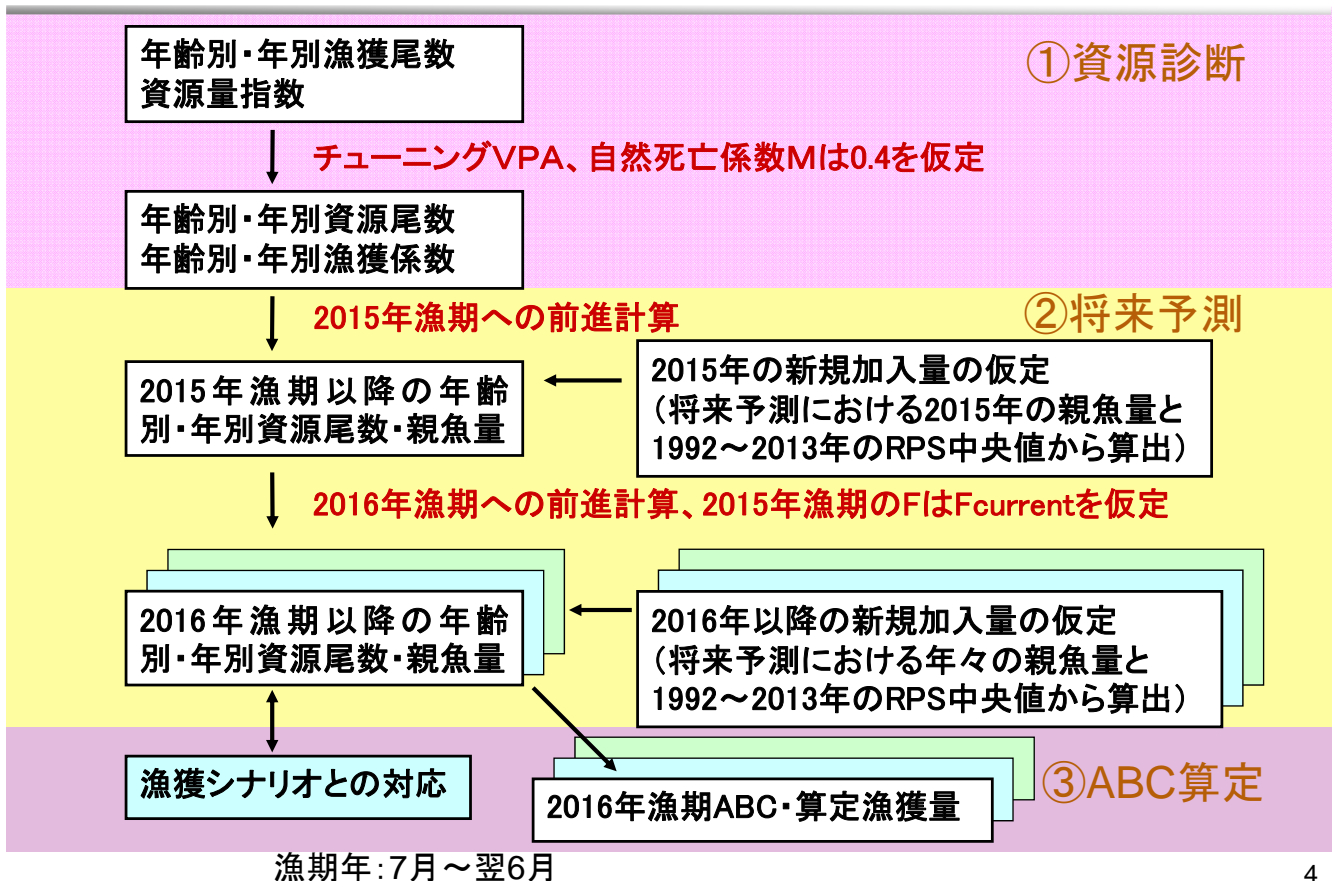 ①資源診断
年齢別・年別漁獲尾数
資源量指数
チューニングVPA、自然死亡係数Mは0.4を仮定
年齢別・年別資源尾数
年齢別・年別漁獲係数
②将来予測
2015年漁期への前進計算
2015年漁期以降の年齢
別・年別資源尾数・親魚量
2015年の新規加入量の仮定
（将来予測における2015年の親魚量と
1992～2013年のRPS中央値から算出）
2016年漁期への前進計算、2015年漁期のFはFcurrentを仮定
2016年漁期以降の年齢
別・年別資源尾数・親魚量
2016年以降の新規加入量の仮定
（将来予測における年々の親魚量と
1992～2013年のRPS中央値から算出）
③ABC算定
漁獲シナリオとの対応
2016年漁期ABC・算定漁獲量
漁期年：7月～翌6月
4